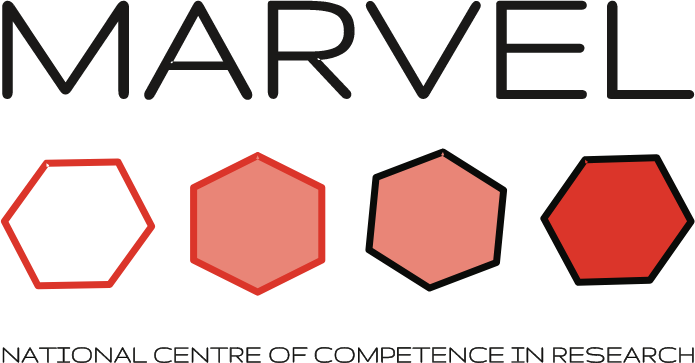 MARVEL
NATIONAL CENTRE OF COMPETENCE IN RESEARCH